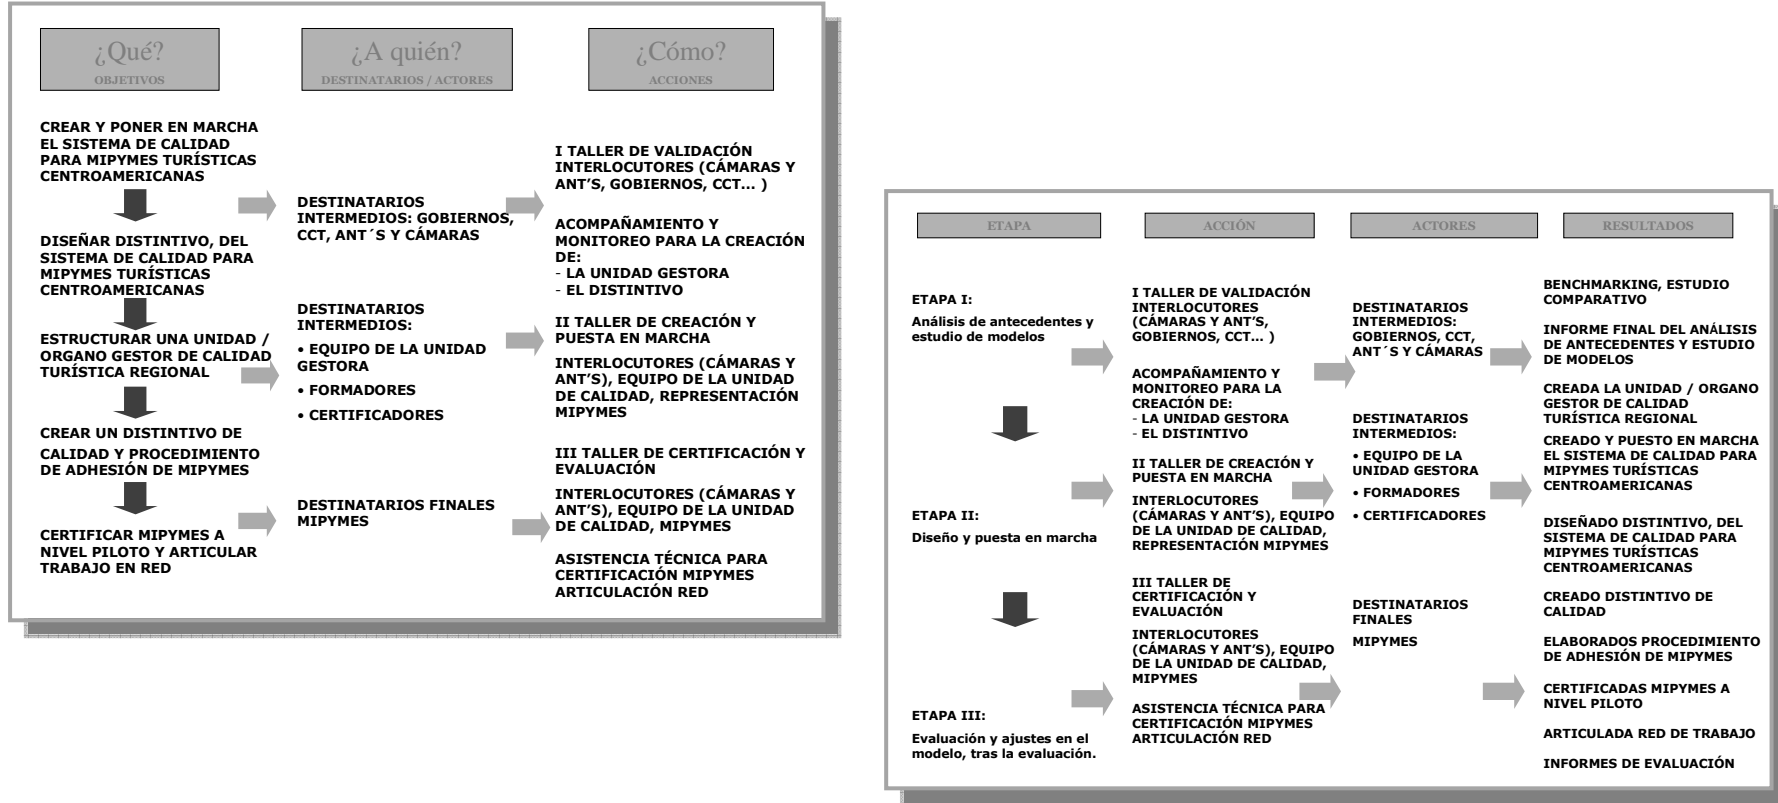 ¿Qué?
OBJETIVOS
¿A quién?
DESTINATARIOS / ACTORES
¿Cómo?
ACCIONES
CREAR Y PONER EN MARCHA
EL SISTEMA DE CALIDAD
PARA MIPYMES TURÍSTICAS
CENTROAMERICANAS
DISEÑAR DISTINTIVO, DEL
SISTEMA DE CALIDAD PARA
MIPYMES TURÍSTICAS
CENTROAMERICANAS
ESTRUCTURAR UNA UNIDAD /
ORGANO GESTOR DE CALIDAD
TURÍSTICA REGIONAL
CREAR UN DISTINTIVO DE
CALIDAD Y PROCEDIMIENTO
DE ADHESIÓN DE MIPYMES
CERTIFICAR MIPYMES A
NIVEL PILOTO Y ARTICULAR
TRABAJO EN RED
DESTINATARIOS
INTERMEDIOS: GOBIERNOS,
CCT, ANT´S Y CÁMARAS
DESTINATARIOS
INTERMEDIOS:
• EQUIPO DE LA UNIDAD
GESTORA
• FORMADORES
• CERTIFICADORES
DESTINATARIOS FINALES
MIPYMES
I TALLER DE VALIDACIÓN
INTERLOCUTORES (CÁMARAS Y
ANT’S, GOBIERNOS, CCT... )
ACOMPAÑAMIENTO Y
MONITOREO PARA LA CREACIÓN
DE:
- LA UNIDAD GESTORA
- EL DISTINTIVO
II TALLER DE CREACIÓN Y
PUESTA EN MARCHA
INTERLOCUTORES (CÁMARAS Y
ANT’S), EQUIPO DE LA UNIDAD
DE CALIDAD, REPRESENTACIÓN
MIPYMES
III TALLER DE CERTIFICACIÓN Y
EVALUACIÓN
INTERLOCUTORES (CÁMARAS Y
ANT’S), EQUIPO DE LA UNIDAD
DE CALIDAD, MIPYMES
ASISTENCIA TÉCNICA PARA
CERTIFICACIÓN MIPYMES
ARTICULACIÓN RED
ETAPA
ACCIÓN
ACTORES
RESULTADOS
ETAPA I:
Análisis de antecedentes y
estudio de modelos
ETAPA II:
Diseño y puesta en marcha
ETAPA III:
Evaluación y ajustes en el
modelo, tras la evaluación.
I TALLER DE VALIDACIÓN
INTERLOCUTORES
(CÁMARAS Y ANT’S,
GOBIERNOS, CCT... )
ACOMPAÑAMIENTO Y
MONITOREO PARA LA
CREACIÓN DE:
- LA UNIDAD GESTORA
- EL DISTINTIVO
II TALLER DE CREACIÓN Y
PUESTA EN MARCHA
INTERLOCUTORES
(CÁMARAS Y ANT’S), EQUIPO
DE LA UNIDAD DE CALIDAD,
REPRESENTACIÓN MIPYMES
III TALLER DE
CERTIFICACIÓN Y
EVALUACIÓN
INTERLOCUTORES
(CÁMARAS Y ANT’S), EQUIPO
DE LA UNIDAD DE CALIDAD,
MIPYMES
ASISTENCIA TÉCNICA PARA
CERTIFICACIÓN MIPYMES
ARTICULACIÓN RED
DESTINATARIOS
INTERMEDIOS:
GOBIERNOS, CCT,
ANT´S Y CÁMARAS
DESTINATARIOS
INTERMEDIOS:
• EQUIPO DE LA
UNIDAD GESTORA
• FORMADORES
• CERTIFICADORES
DESTINATARIOS
FINALES
MIPYMES
BENCHMARKING, ESTUDIO
COMPARATIVO
INFORME FINAL DEL ANÁLISIS
DE ANTECEDENTES Y ESTUDIO
DE MODELOS
CREADA LA UNIDAD / ORGANO
GESTOR DE CALIDAD
TURÍSTICA REGIONAL
CREADO Y PUESTO EN MARCHA
EL SISTEMA DE CALIDAD PARA
MIPYMES TURÍSTICAS
CENTROAMERICANAS
DISEÑADO DISTINTIVO, DEL
SISTEMA DE CALIDAD PARA
MIPYMES TURÍSTICAS
CENTROAMERICANAS
CREADO DISTINTIVO DE
CALIDAD
ELABORADOS PROCEDIMIENTO
DE ADHESIÓN DE MIPYMES
CERTIFICADAS MIPYMES A
NIVEL PILOTO
ARTICULADA RED DE TRABAJO
INFORMES DE EVALUACIÓN